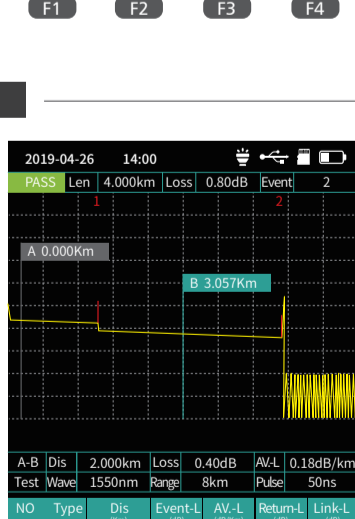 F1 F2 F3 F4
2019-04-26 14:00
PASS Len 4.000km Loss 0.80dB Event 2
1 2
A 0.000Km
B 3.057Km
A-B Dis 2.000km Loss 0.40dB AV.L 0.18dB/km
Test Wave 1550nm Range 8km Pulse 50ns
NO Type Dis Event-L AV.-L Return-L Link-L